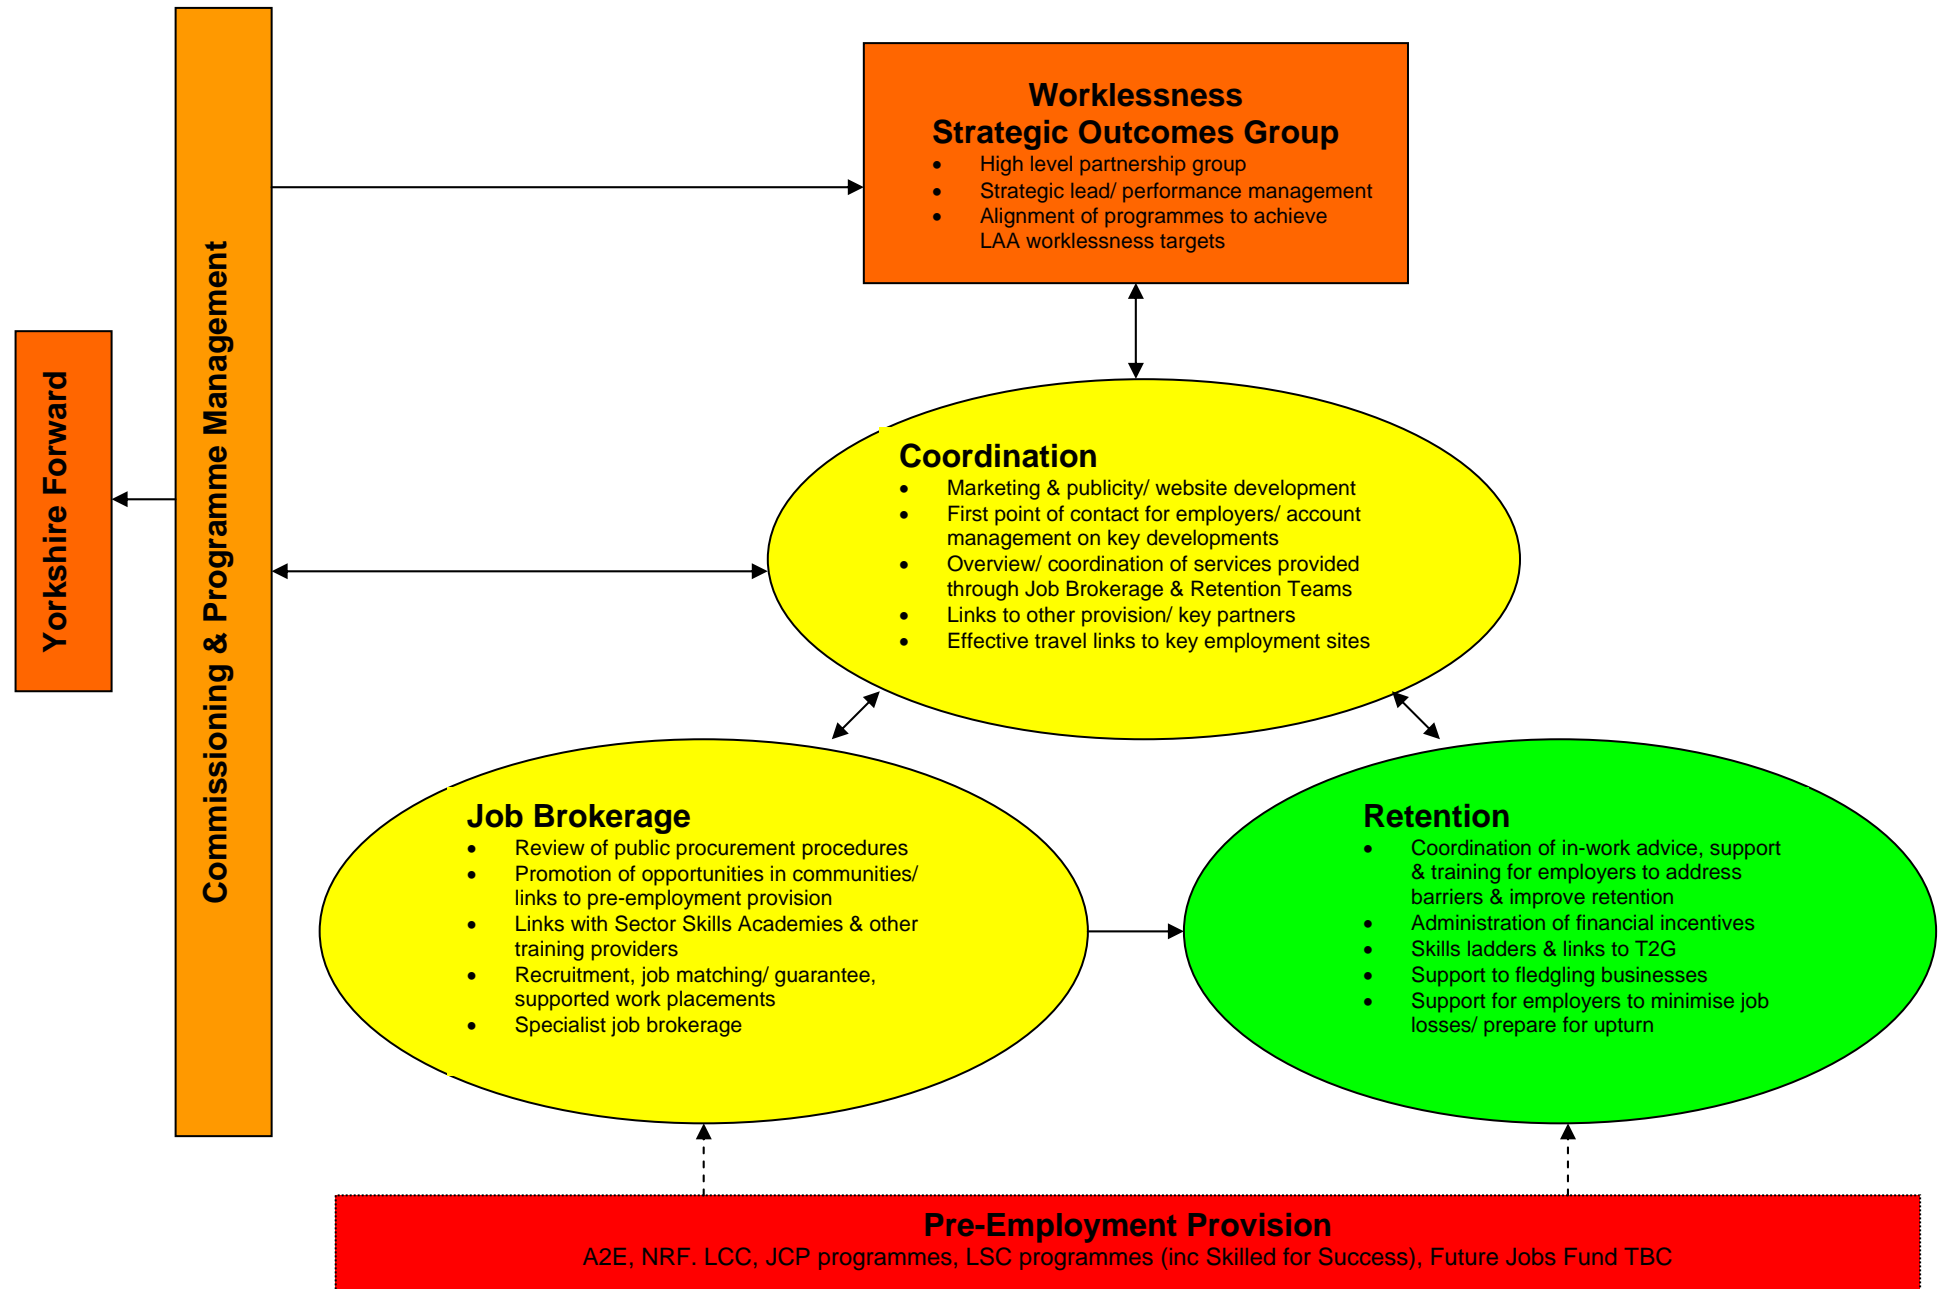 Yorkshire Forward
Commissioning & Programme Management
Worklessness
Strategic Outcomes Group
• High level partnership group
• Strategic lead/ performance management
• Alignment of programmes to achieve
LAA worklessness targets
Coordination
• Marketing & publicity/ website development
• First point of contact for employers/ account
management on key developments
• Overview/ coordination of services provided
through Job Brokerage & Retention Teams
• Links to other provision/ key partners
• Effective travel links to key employment sites
Job Brokerage
• Review of public procurement procedures
• Promotion of opportunities in communities/
links to pre-employment provision
• Links with Sector Skills Academies & other
training providers
• Recruitment, job matching/ guarantee,
supported work placements
• Specialist job brokerage
Retention
• Coordination of in-work advice, support
& training for employers to address
barriers & improve retention
• Administration of financial incentives
• Skills ladders & links to T2G
• Support to fledgling businesses
• Support for employers to minimise job
losses/ prepare for upturn
Pre-Employment Provision
A2E, NRF. LCC, JCP programmes, LSC programmes (inc Skilled for Success), Future Jobs Fund TBC